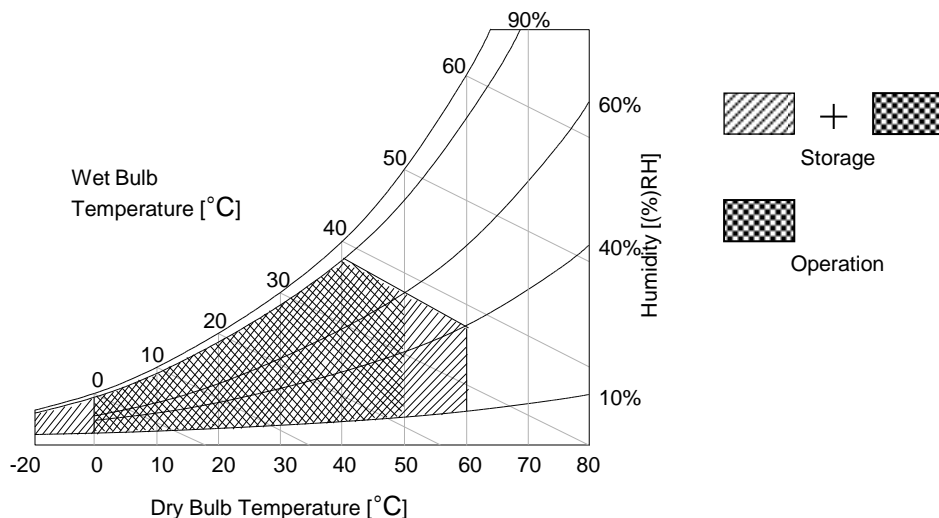 90%
60
60%
50
Wet Bulb
Temperature [°C]
40
40%
30
20
10
0
10%
Humidity [(%)RH]
-20 0 10 20 30 40 50 60 70 80
Dry Bulb Temperature [°C]
+
Storage
Operation